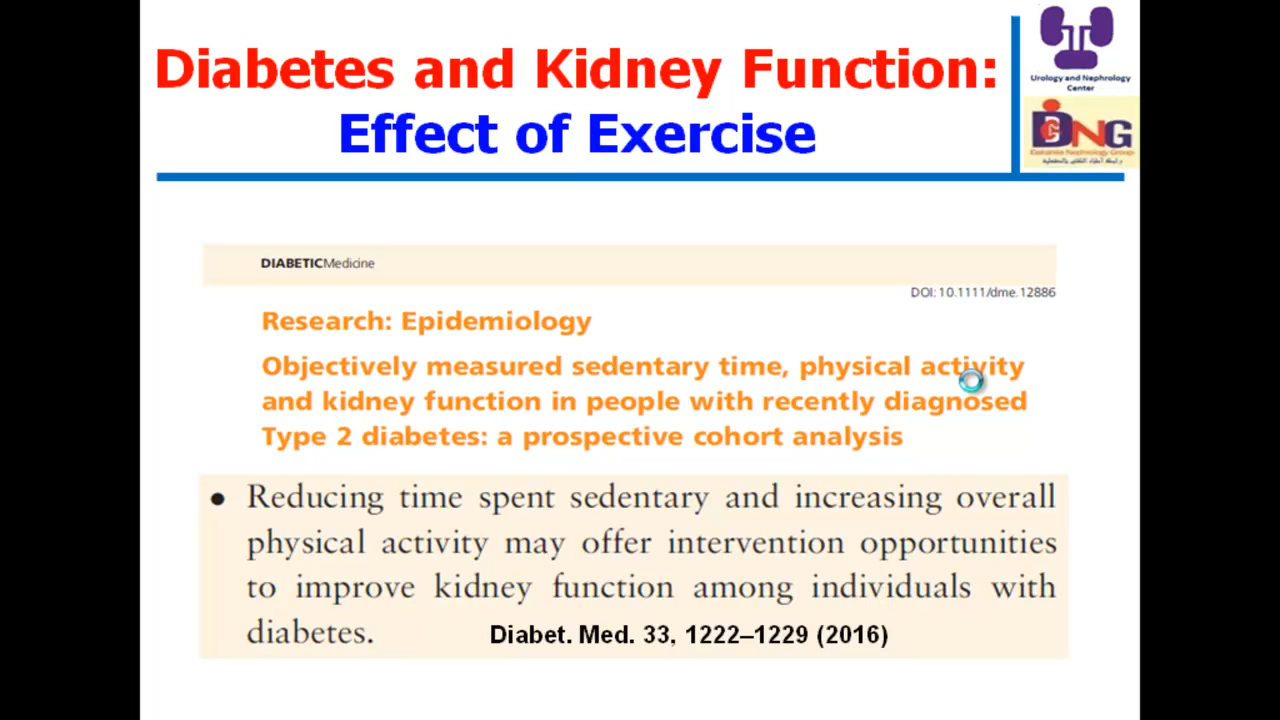 Diabetes and Kidney Function:
Effect of Exercise
Urology and Nephrology
Center
DNG
Dakahlia Nephrology Group
DIABETICMedicine
DOI: 10.1111/dme.12886
Research: Epidemiology
Objectively measured sedentary time, physical activity
and kidney function in people with recently diagnosed
Type 2 diabetes: a prospective cohort analysis
• Reducing time spent sedentary and increasing overall
physical activity may offer intervention opportunities
to improve kidney function among individuals with
diabetes.
Diabet. Med. 33, 1222–1229 (2016)